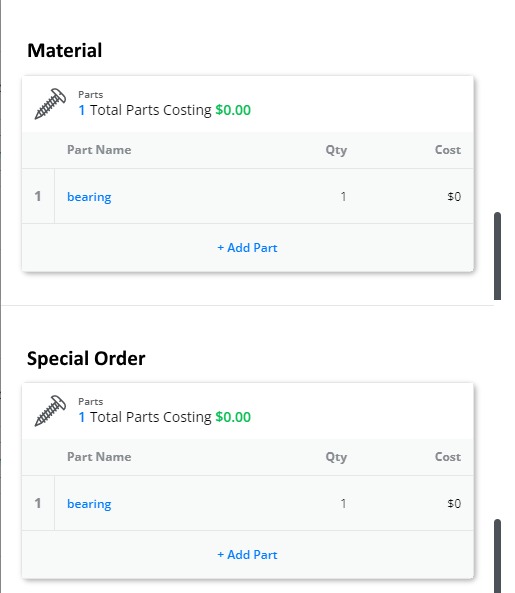 Material
Parts
1 Total Parts Costing $0.00
Part Name Qty Cost
1 bearing 1 $0
+ Add Part
Special Order
Parts
1 Total Parts Costing $0.00
Part Name Qty Cost
1 bearing 1 $0
+ Add Part